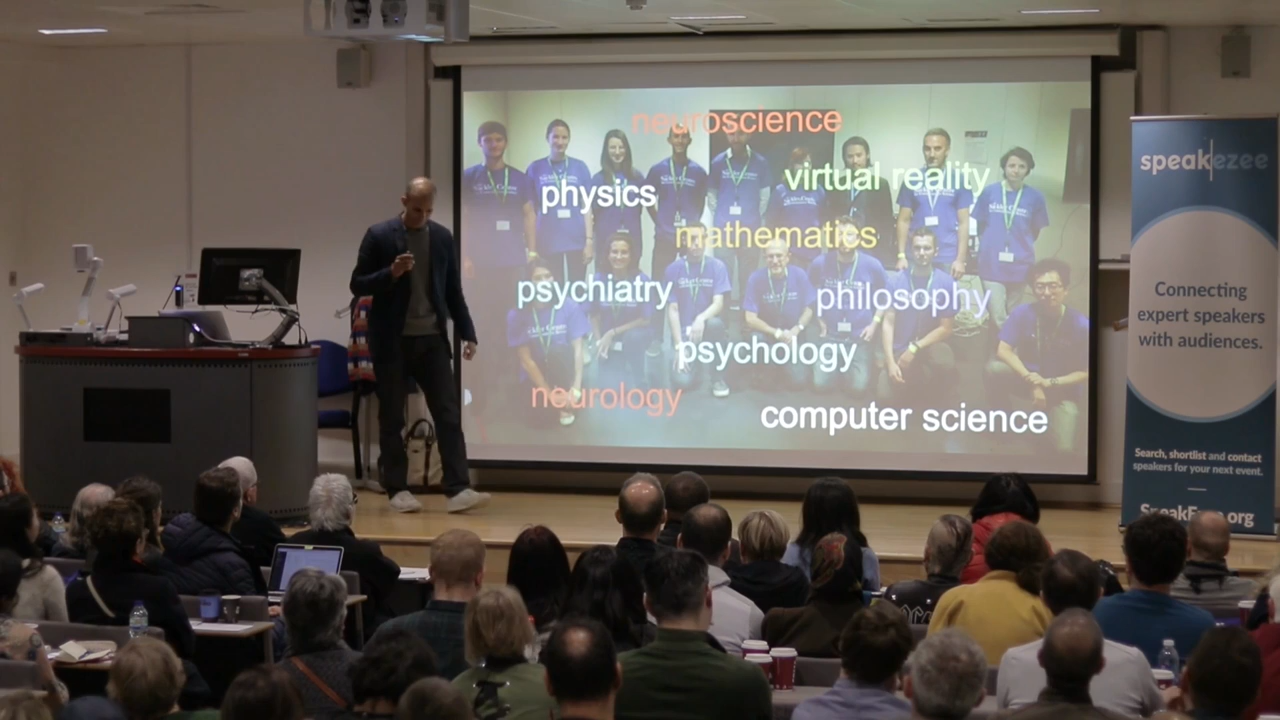 neuroscience
physics
virtual reality
mathematics
psychiatry
philosophy
psychology
neurology
computer science
speakezee
Connecting
expert speakers
with audiences.
Search, shortlist and contact
speakers for your next event.
SpeakEzee.org